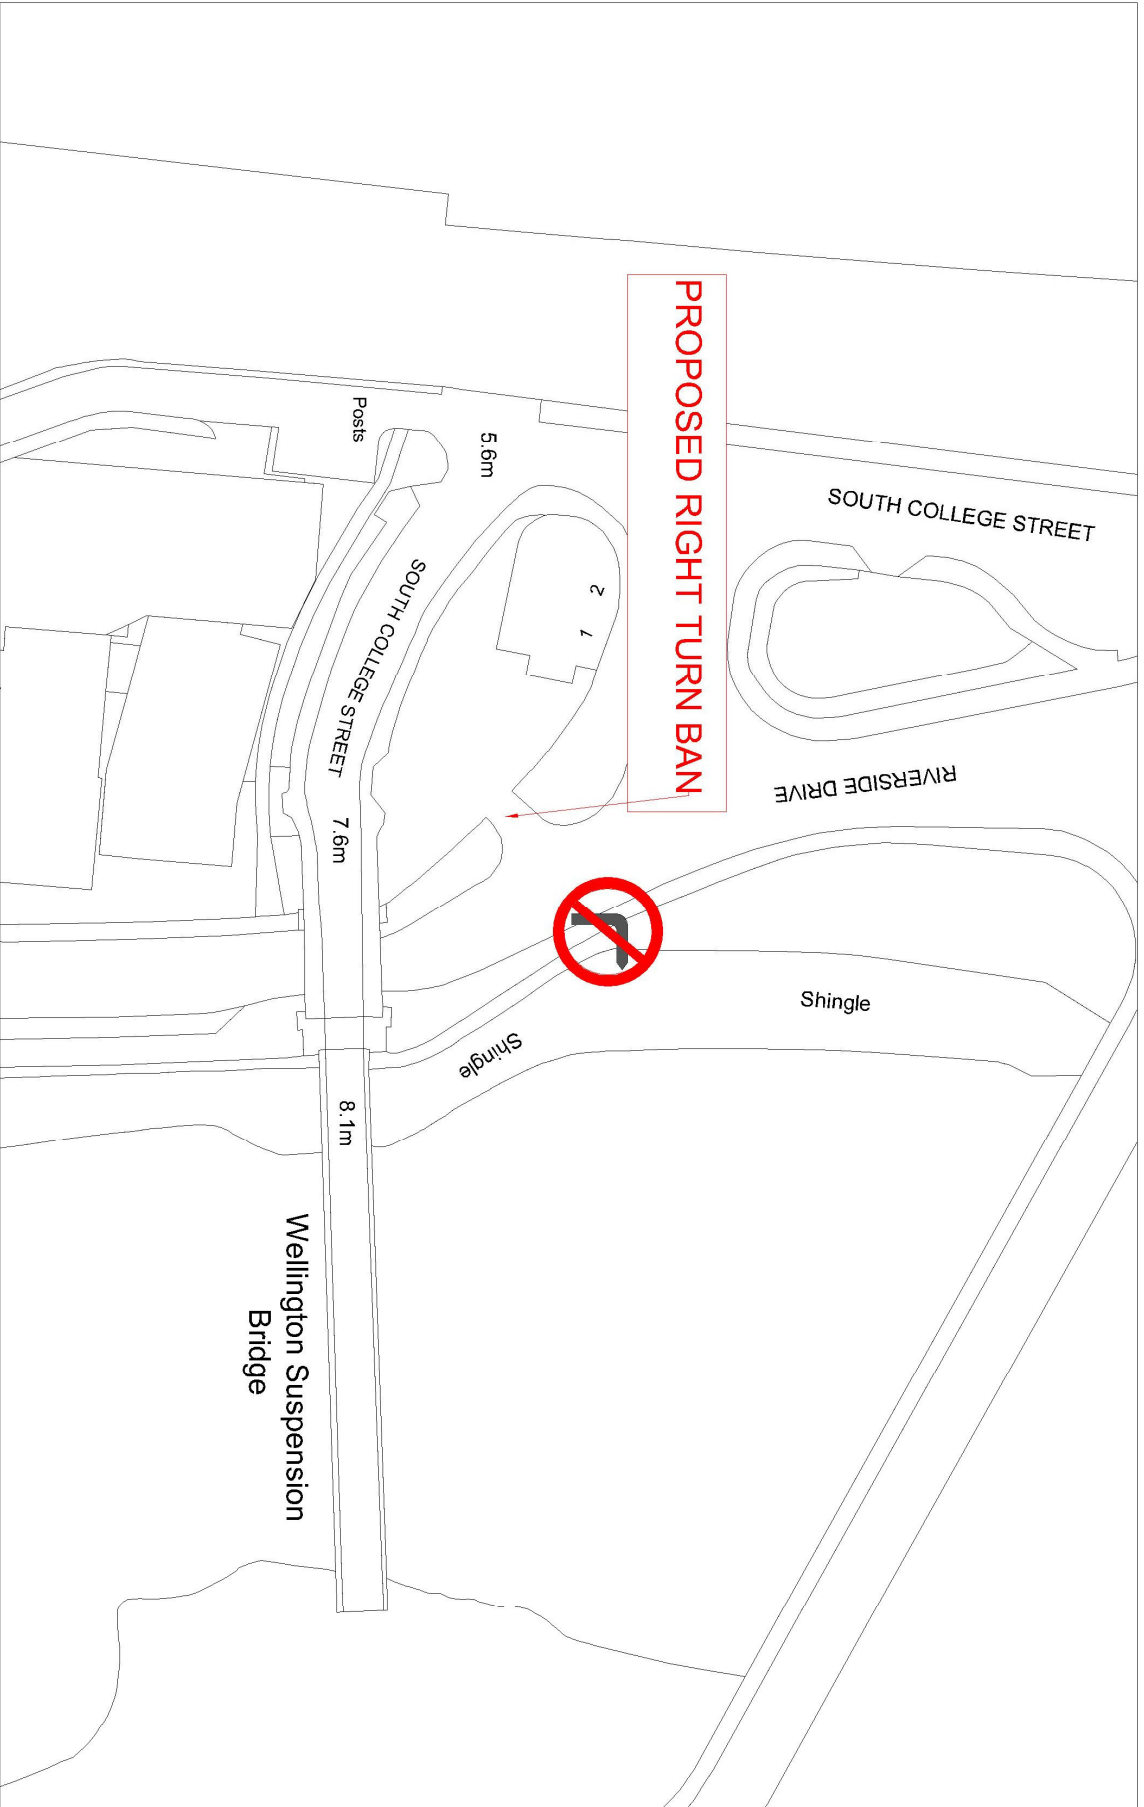 PROPOSED RIGHT TURN BAN
SOUTH COLLEGE STREET
RIVERSIDE DRIVE
Posts
5.6m
2
1
SOUTH COLLEGE STREET
7.6m
Shingle
Shingle
8.1m
Wellington Suspension
Bridge